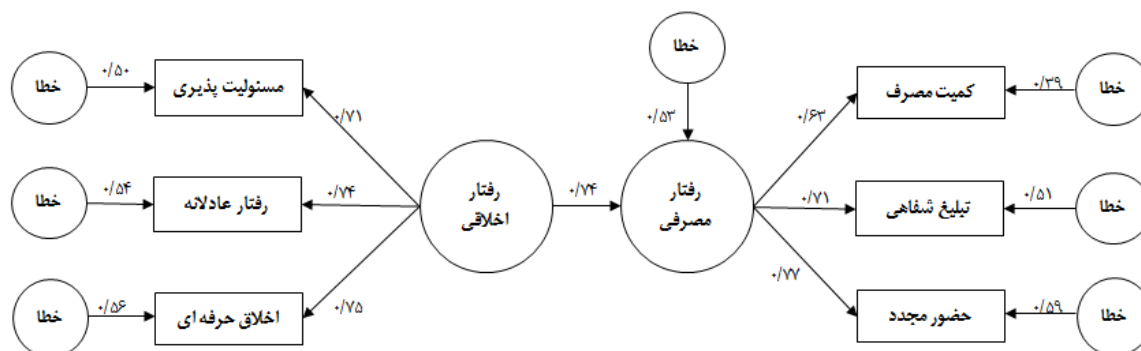 خطا
خطا ۰/۵۰ مسئولیت پذیری
کمیت مصرف ۰/۳۹ خطا
۰/۷۱
۰/۵۳
۰/۶۳
خطا ۰/۵۴ رفتار عادلانه ۰/۷۴
رفتار
اخلاقی
۰/۷۴
رفتار
مصرفی
۰/۷۱ تبلیغ شفاهی ۰/۵۱ خطا
خطا ۰/۵۶ اخلاق حرفه ای ۰/۷۵
۰/۷۷ حضور مجدد ۰/۵۹ خطا